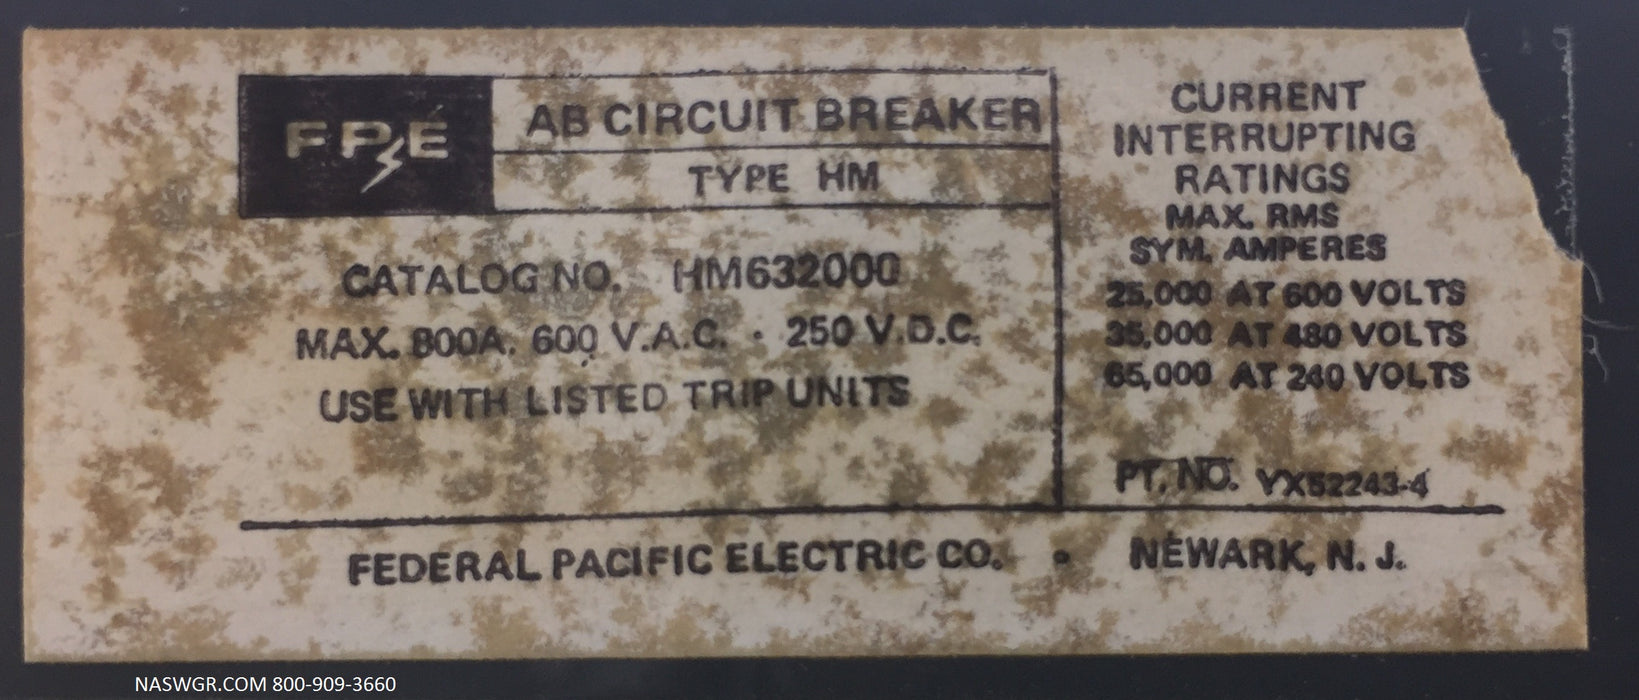 FPE
AB CIRCUIT BREAKER
TYPE HM
CATALOG NO. HM632000
MAX. 800A. 600 V.A.C. · 250 V.D.C.
USE WITH LISTED TRIP UNITS
CURRENT
INTERRUPTING
RATINGS
MAX. RMS
SYM. AMPERES
25,000 AT 600 VOLTS
35,000 AT 480 VOLTS
65,000 AT 240 VOLTS
PT. NO. YX52243-4
FEDERAL PACIFIC ELECTRIC CO. · NEWARK, N. J.
NASWGR.COM 800-909-3660